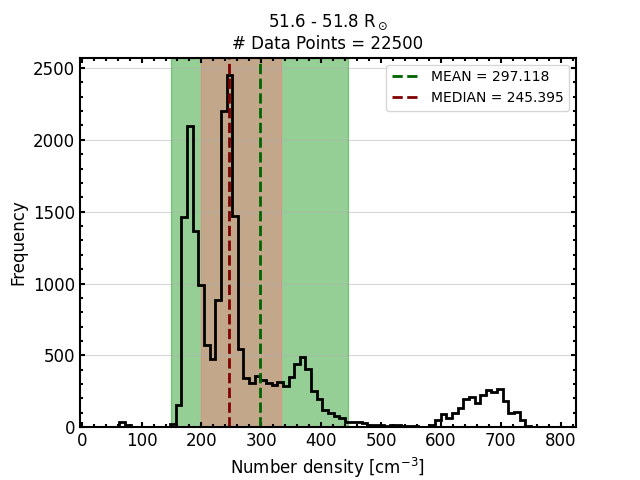 51.6 - 51.8 R⊙
# Data Points = 22500
MEAN = 297.118
MEDIAN = 245.395
Frequency
2500
2000
1500
1000
500
0
0 100 200 300 400 500 600 700 800
Number density [cm⁻³]